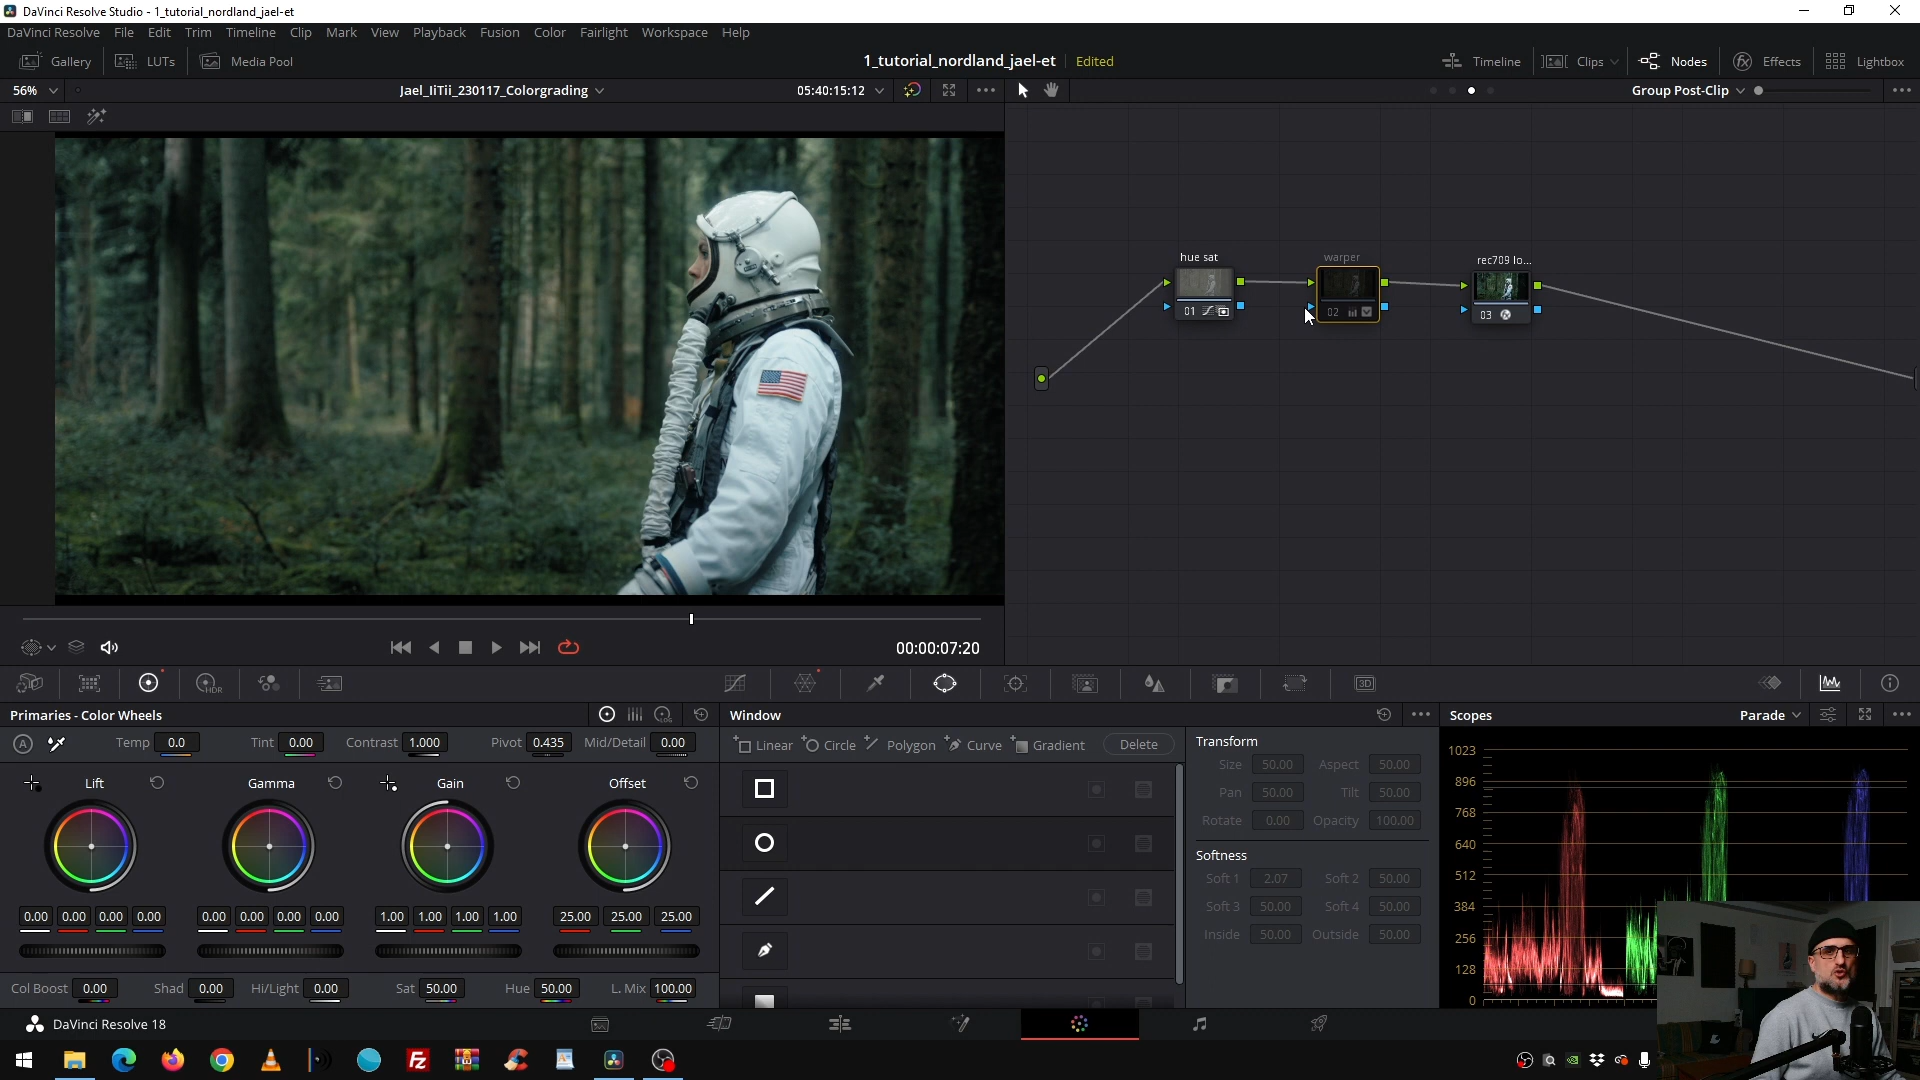 DaVinci Resolve Studio - 1_tutorial_nordland_jael-et
DaVinci Resolve File Edit Trim Timeline Clip Mark View Playback Fusion Color Fairlight Workspace Help
Gallery LUTs Media Pool 1_tutorial_nordland_jael-et Edited Timeline Clips Nodes Effects Lightbox
56% Jael_IiTii_230117_Colorgrading 05:40:15:12 Group Post-Clip
hue sat warper rec709 lo...
01 02 03
00:00:07:20
HDR 3D
Primaries - Color Wheels LOG Window Scopes Parade
A Temp 0.0 Tint 0.00 Contrast 1.000 Pivot 0.435 Mid/Detail 0.00
Linear Circle Polygon Curve Gradient Delete
Transform
Size 50.00 Aspect 50.00
Pan 50.00 Tilt 50.00
Rotate 0.00 Opacity 100.00
Softness
Soft 1 2.07 Soft 2 50.00
Soft 3 50.00 Soft 4 50.00
Inside 50.00 Outside 50.00
Lift Gamma Gain Offset
0.00 0.00 0.00 0.00 0.00 0.00 0.00 0.00 1.00 1.00 1.00 1.00 25.00 25.00 25.00
Col Boost 0.00 Shad 0.00 Hi/Light 0.00 Sat 50.00 Hue 50.00 L. Mix 100.00
1023
896
768
640
512
384
256
128
0
DaVinci Resolve 18